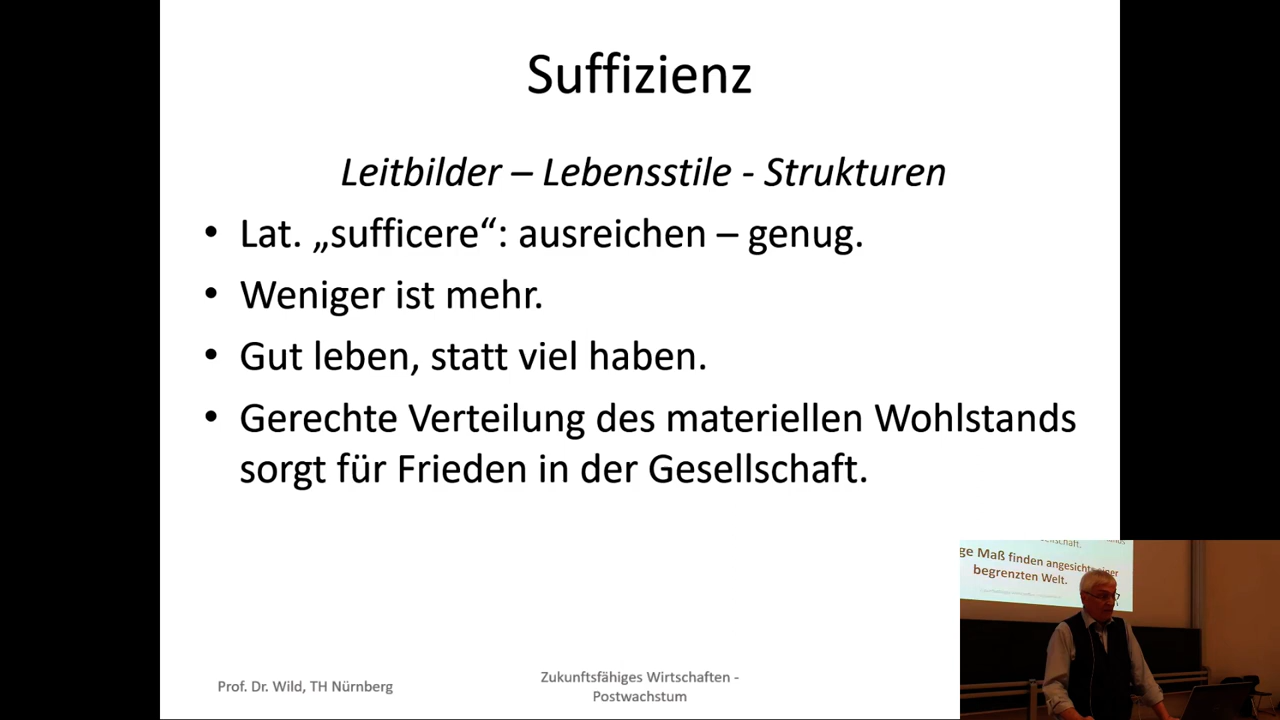 Suffizienz
Leitbilder – Lebensstile - Strukturen
• Lat. „sufficere“: ausreichen – genug.
• Weniger ist mehr.
• Gut leben, statt viel haben.
• Gerechte Verteilung des materiellen Wohlstands
sorgt für Frieden in der Gesellschaft.
ge Maß finden angesichts einer
begrenzten Welt.
Prof. Dr. Wild, TH Nürnberg
Zukunftsfähiges Wirtschaften -
Postwachstum